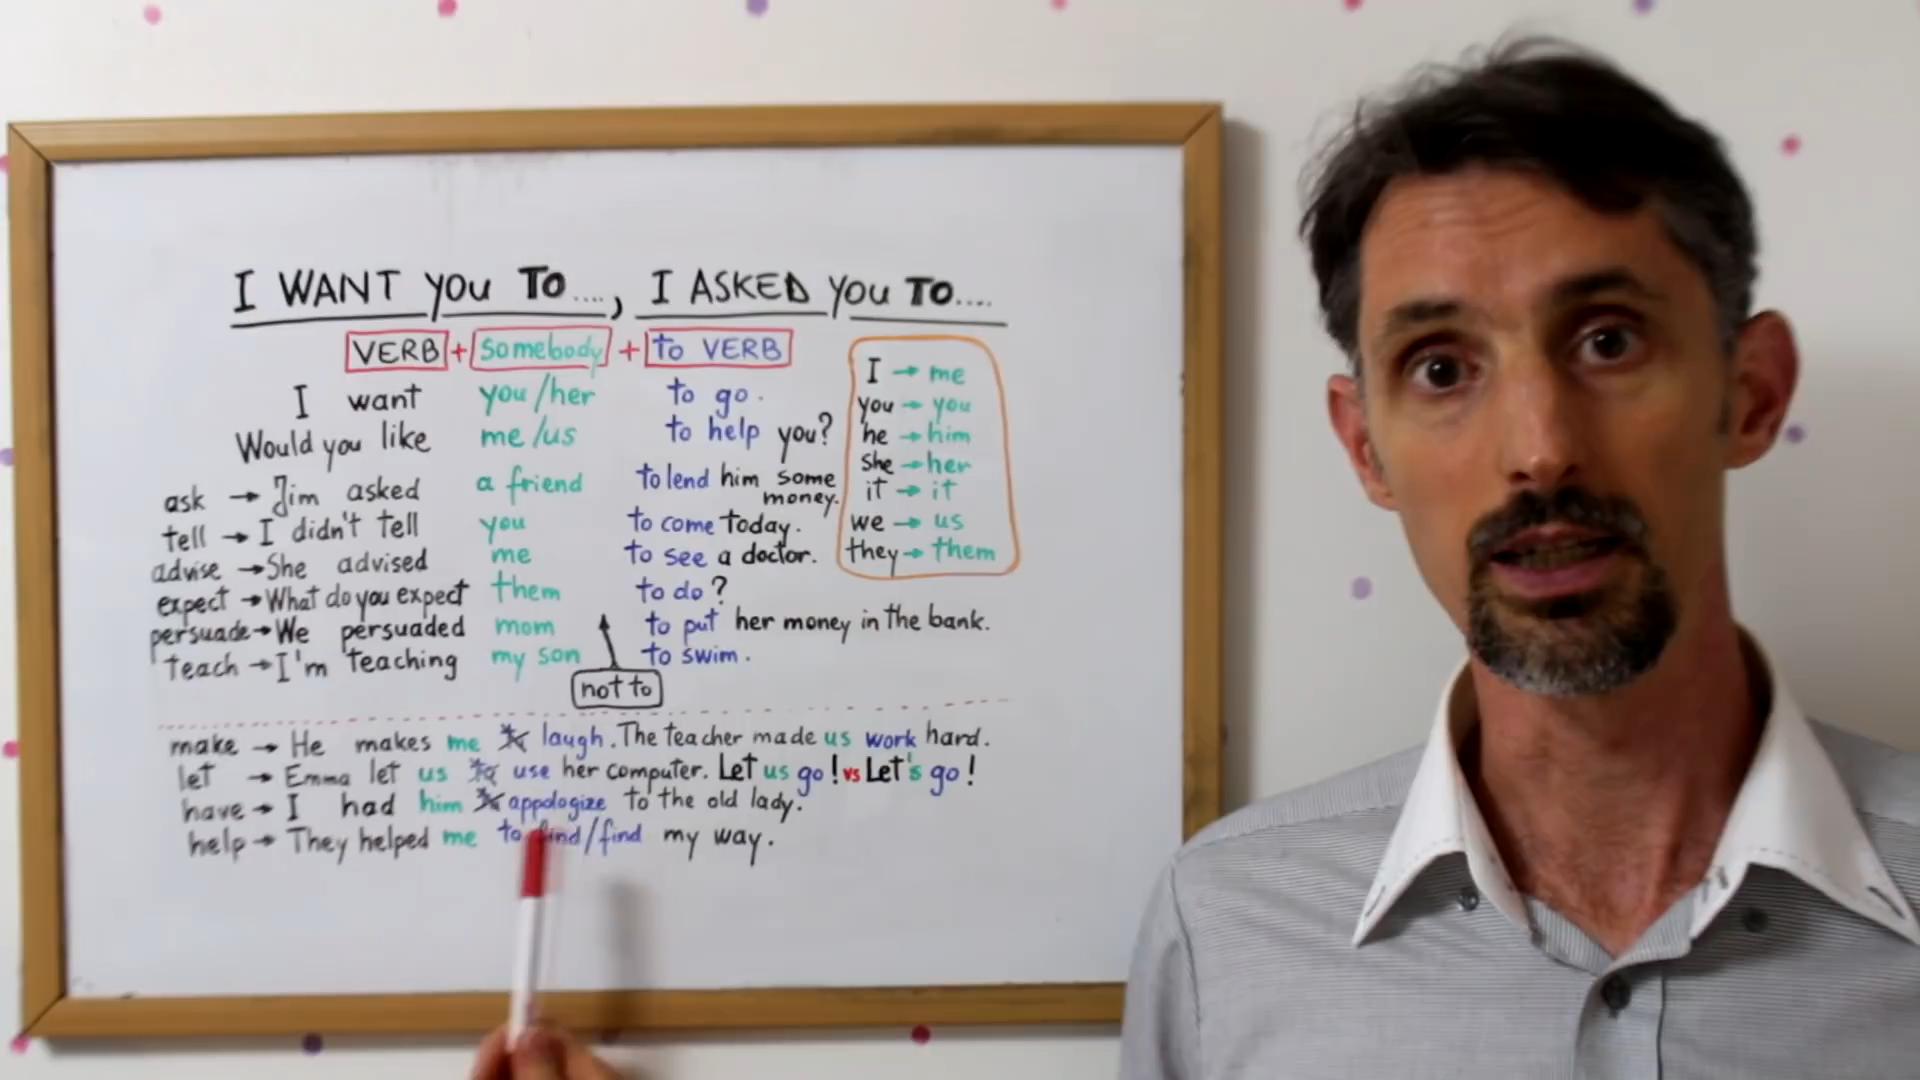 I WANT you TO...., I ASKED you TO....
VERB + somebody + to VERB
I want you/her to go.
Would you like me/us to help you?
ask → Jim asked a friend to lend him some money.
tell → I didn't tell you to come today.
advise → She advised me to see a doctor.
expect → What do you expect them to do?
persuade → We persuaded mom to put her money in the bank.
teach → I'm teaching my son to swim.
not to
I → me
you → you
he → him
she → her
it → it
we → us
they → them
make → He makes me to laugh. The teacher made us work hard.
let → Emma let us to use her computer. Let us go! vs Let's go!
have → I had him to appologize to the old lady.
help → They helped me to find/find my way.